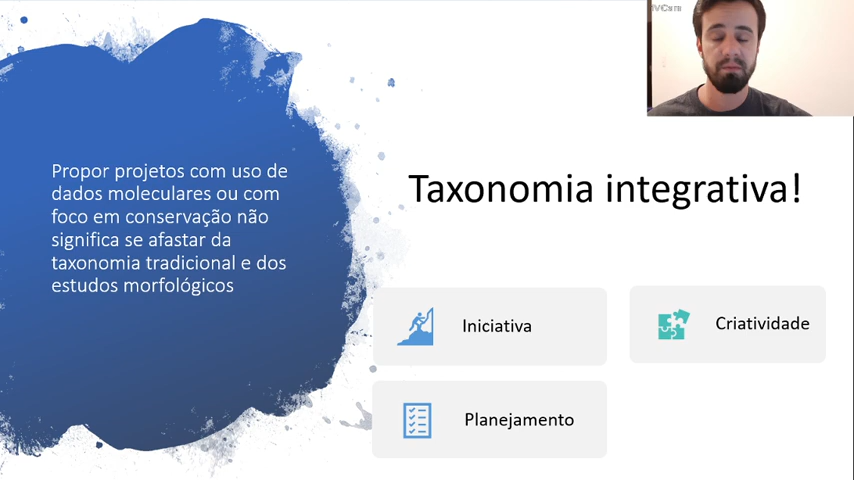 Propor projetos com uso de
dados moleculares ou com
foco em conservação não
significa se afastar da
taxonomia tradicional e dos
estudos morfológicos
Taxonomia integrativa!
Iniciativa
Criatividade
Planejamento